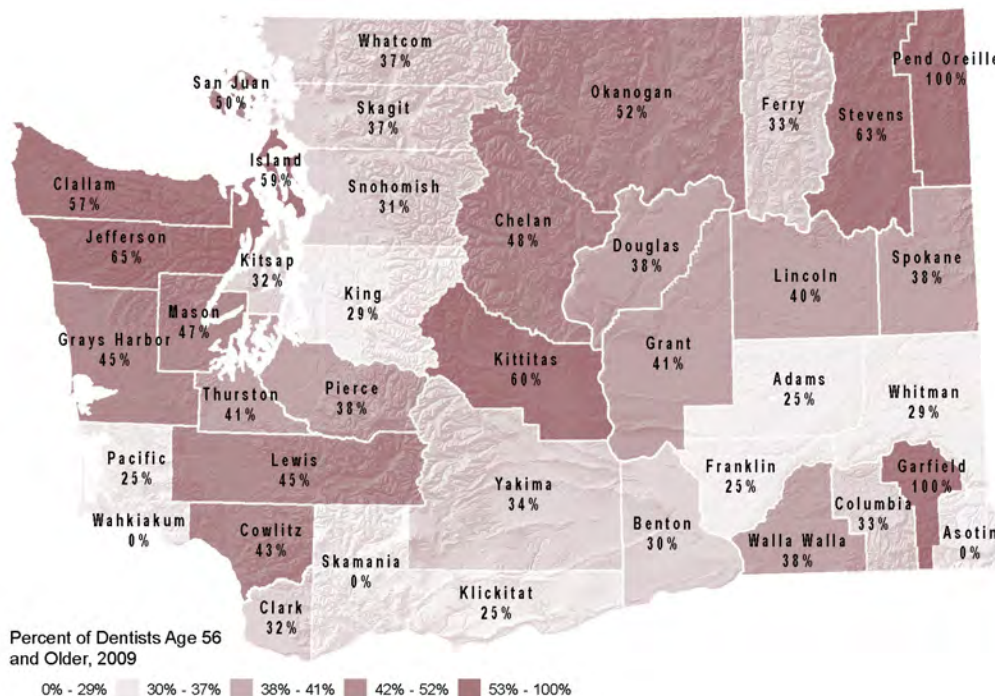 Whatcom
37%
San Juan
50%
Skagit
37%
Island
59%
Snohomish
31%
Okanogan
52%
Ferry
33%
Stevens
63%
Pend Oreille
100%
Clallam
57%
Jefferson
65%
Kitsap
32%
King
29%
Chelan
48%
Douglas
38%
Lincoln
40%
Spokane
38%
Mason
47%
Grays Harbor
45%
Thurston
41%
Pierce
38%
Kittitas
60%
Grant
41%
Adams
25%
Whitman
29%
Pacific
25%
Lewis
45%
Yakima
34%
Benton
30%
Franklin
25%
Walla Walla
38%
Columbia
33%
Garfield
100%
Asotin
0%
Wahkiakum
0%
Cowlitz
43%
Skamania
0%
Clark
32%
Klickitat
25%
Percent of Dentists Age 56
and Older, 2009
0% - 29% 30% - 37% 38% - 41% 42% - 52% 53% - 100%